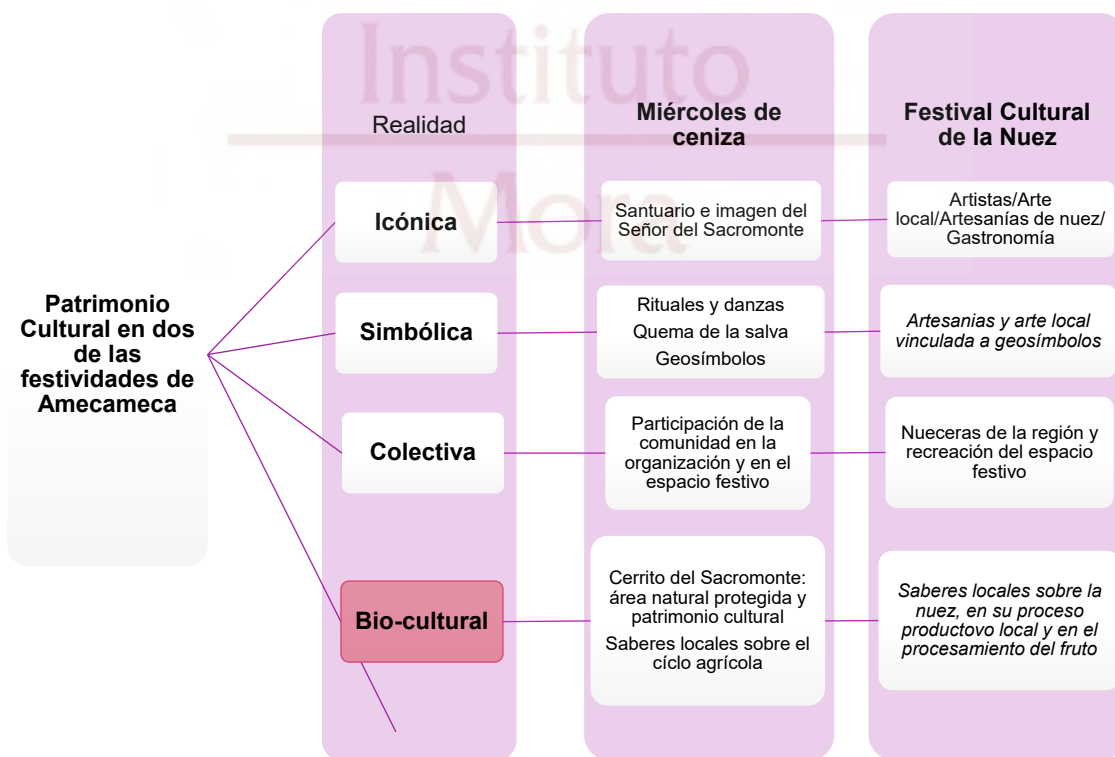 Instituto
Mora
Realidad
Miércoles de
ceniza
Festival Cultural
de la Nuez
Patrimonio
Cultural en dos
de las
festividades de
Amecameca
Icónica
Santuario e imagen del
Señor del Sacromonte
Artistas/Arte
local/Artesanías de nuez/
Gastronomía
Simbólica
Rituales y danzas
Quema de la salva
Geosímbolos
Artesanias y arte local
vinculada a geosímbolos
Colectiva
Participación de la
comunidad en la
organización y en el
espacio festivo
Nueceras de la región y
recreación del espacio
festivo
Bio-cultural
Cerrito del Sacromonte:
área natural protegida y
patrimonio cultural
Saberes locales sobre el
cíclo agrícola
Saberes locales sobre la
nuez, en su proceso
productovo local y en el
procesamiento del fruto